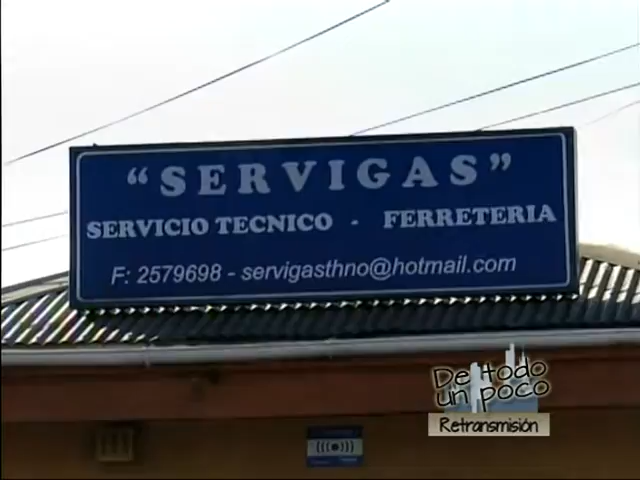 “SERVIGAS”
SERVICIO TECNICO - FERRETERIA
F: 2579698 - servigasthno@hotmail.com
De todo
un poco
Retransmisión